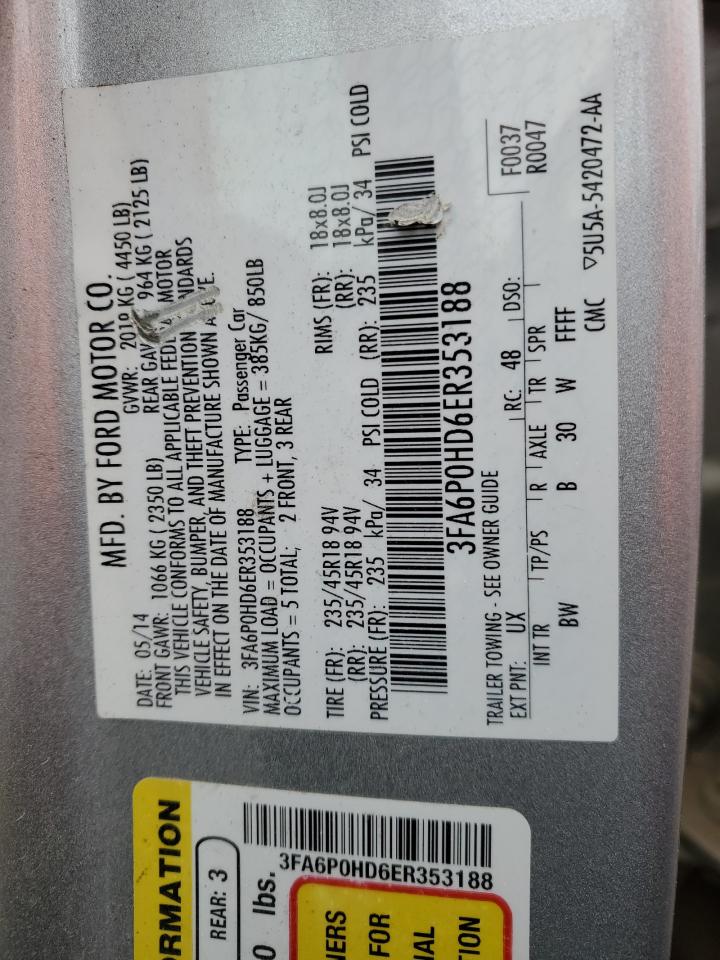 MFD. BY FORD MOTOR CO.
DATE: 05/14 GVWR: 2019 KG ( 4450 LB)
FRONT GAWR: 1066 KG ( 2350 LB) REAR 964 KG ( 2125 LB)
THIS VEHICLE CONFORMS TO ALL APPLICABLE MOTOR
VEHICLE SAFETY, BUMPER, AND THEFT PREVENTION
IN EFFECT ON THE DATE OF MANUFACTURE SHOWN
VIN: 3FA6P0HD6ER353188 TYPE: Passenger Car
MAXIMUM LOAD = OCCUPANTS + LUGGAGE = 385KG/ 850LB
OCCUPANTS = 5 TOTAL; 2 FRONT, 3 REAR
TIRE (FR): 235/45R18 94V RIMS (FR): 18x8.0J
(RR): 235/45R18 94V (RR): 18x8.0J
PRESSURE (FR): 235 kPa/ 34 PSI COLD (RR): 235 kPa/ 34 PSI COLD
3FA6P0HD6ER353188
TRAILER TOWING - SEE OWNER GUIDE
F0037
R0047
EXT PNT: UX RC: 48 DSO:
INT TR TP/PS R AXLE TR SPR
BW B 30 W FFFF
CMC ▽5U5A-5420472-AA
ORMATION
REAR: 3
0 lbs.
3FA6P0HD6ER353188
NERS
FOR
NAL
TION